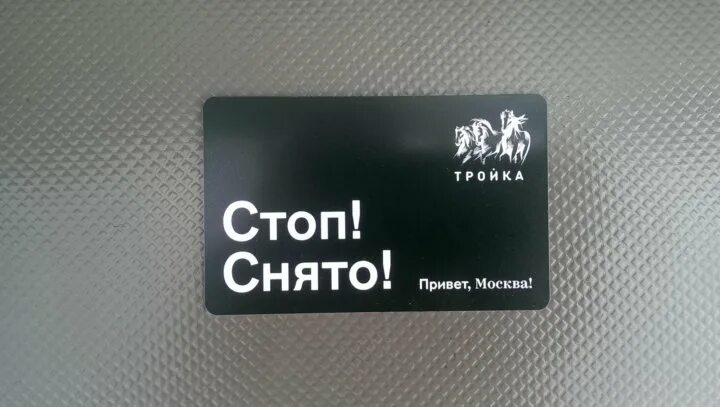 ТРОЙКА
Стоп!
Снято!
Привет, Москва!